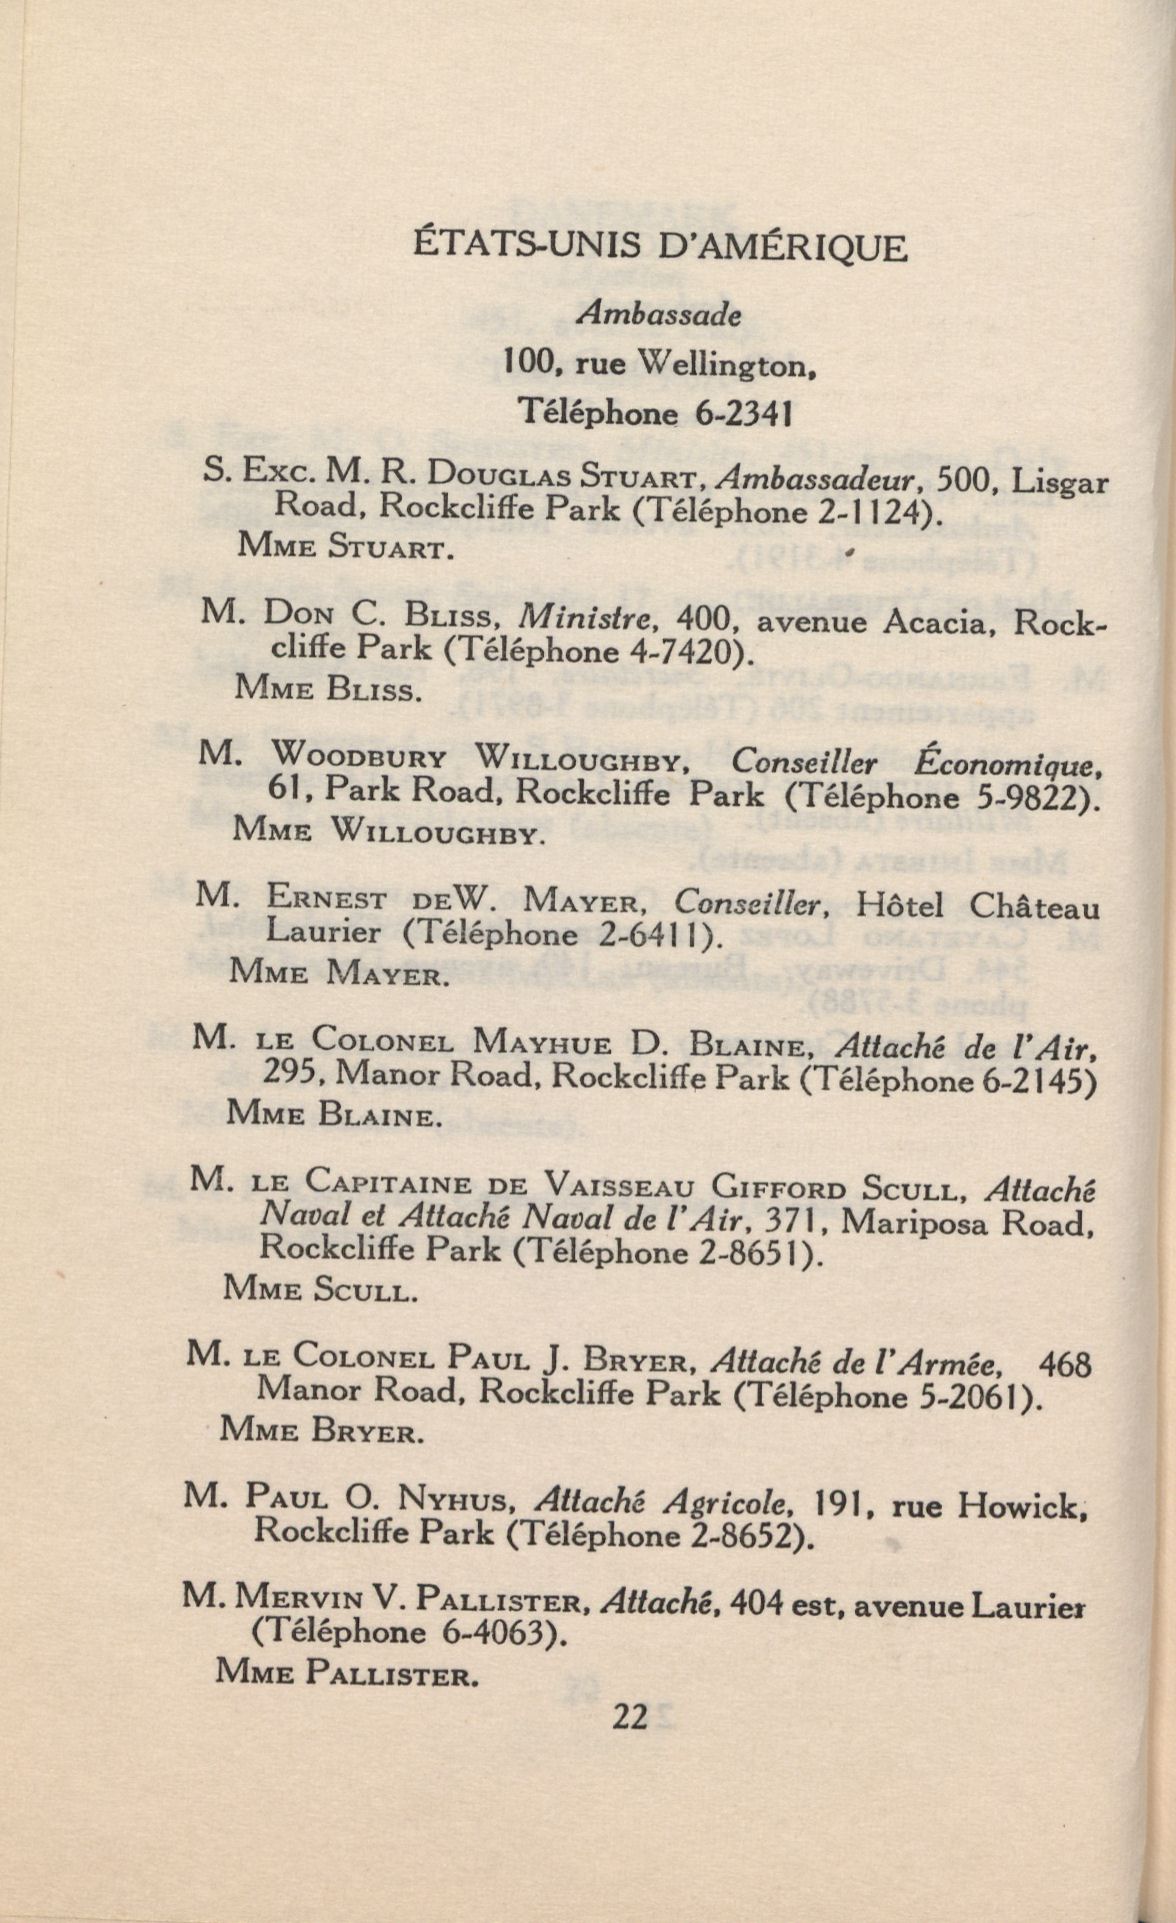 ÉTATS-UNIS D'AMÉRIQUE
Ambassade
100, rue Wellington,
Téléphone 6-2341
S. Exc. M. R. Douglas Stuart, Ambassadeur, 500, Lisgar
Road, Rockcliffe Park (Téléphone 2-1124).
Mme Stuart.
M. Don C. Bliss, Ministre, 400, avenue Acacia, Rock-
cliffe Park (Téléphone 4-7420).
Mme Bliss.
M. Woodbury Willoughby, Conseiller Économique,
61, Park Road, Rockcliffe Park (Téléphone 5-9822).
Mme Willoughby.
M. Ernest deW. Mayer, Conseiller, Hôtel Château
Laurier (Téléphone 2-6411).
Mme Mayer.
M. le Colonel Mayhue D. Blaine, Attaché de l'Air,
295, Manor Road, Rockcliffe Park (Téléphone 6-2145)
Mme Blaine.
M. le Capitaine de Vaisseau Gifford Scull, Attaché
Naval et Attaché Naval de l'Air, 371, Mariposa Road,
Rockcliffe Park (Téléphone 2-8651).
Mme Scull.
M. le Colonel Paul J. Bryer, Attaché de l'Armée, 468
Manor Road, Rockcliffe Park (Téléphone 5-2061).
Mme Bryer.
M. Paul O. Nyhus, Attaché Agricole, 191, rue Howick,
Rockcliffe Park (Téléphone 2-8652).
M. Mervin V. Pallister, Attaché, 404 est, avenue Laurier
(Téléphone 6-4063).
Mme Pallister.
22